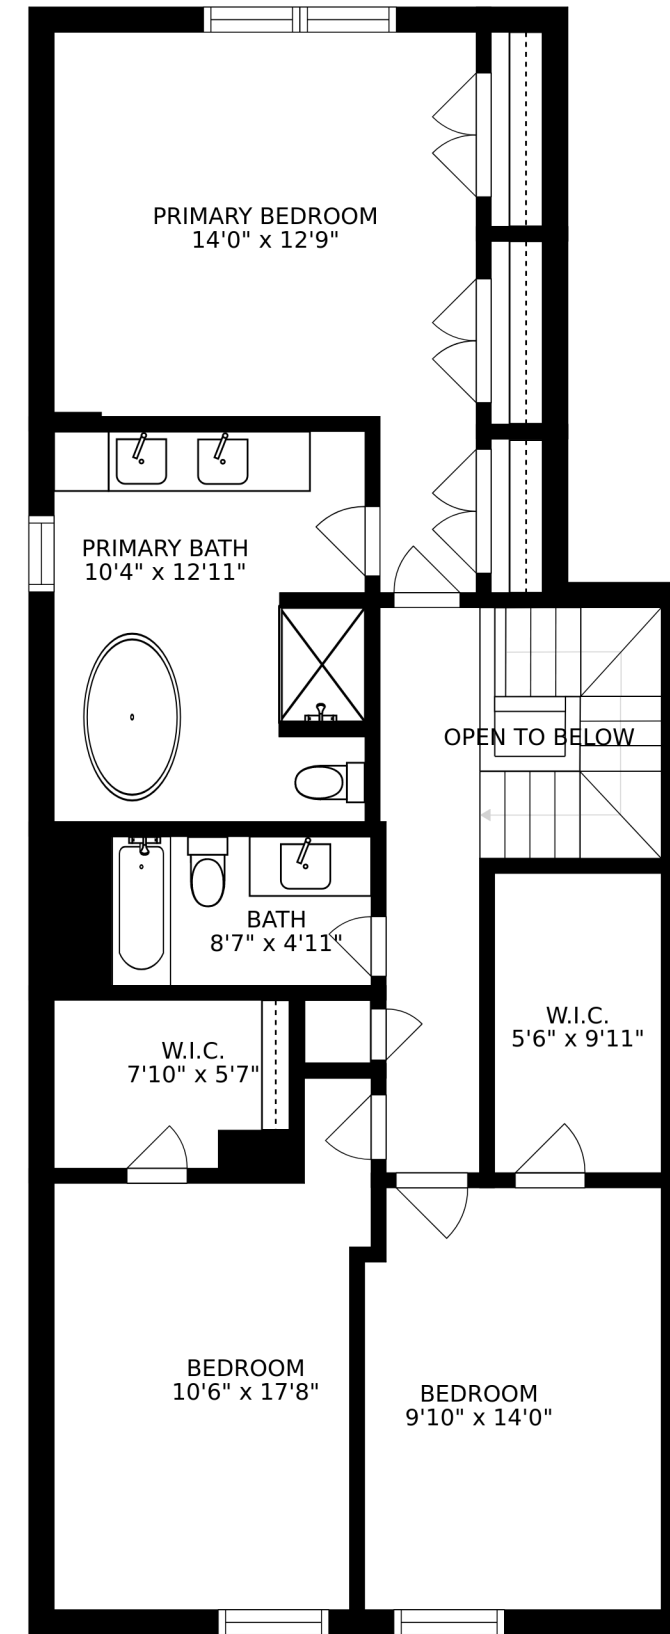 PRIMARY BEDROOM
14'0" x 12'9"
PRIMARY BATH
10'4" x 12'11"
OPEN TO BELOW
BATH
8'7" x 4'11"
W.I.C.
5'6" x 9'11"
W.I.C.
7'10" x 5'7"
BEDROOM
10'6" x 17'8"
BEDROOM
9'10" x 14'0"